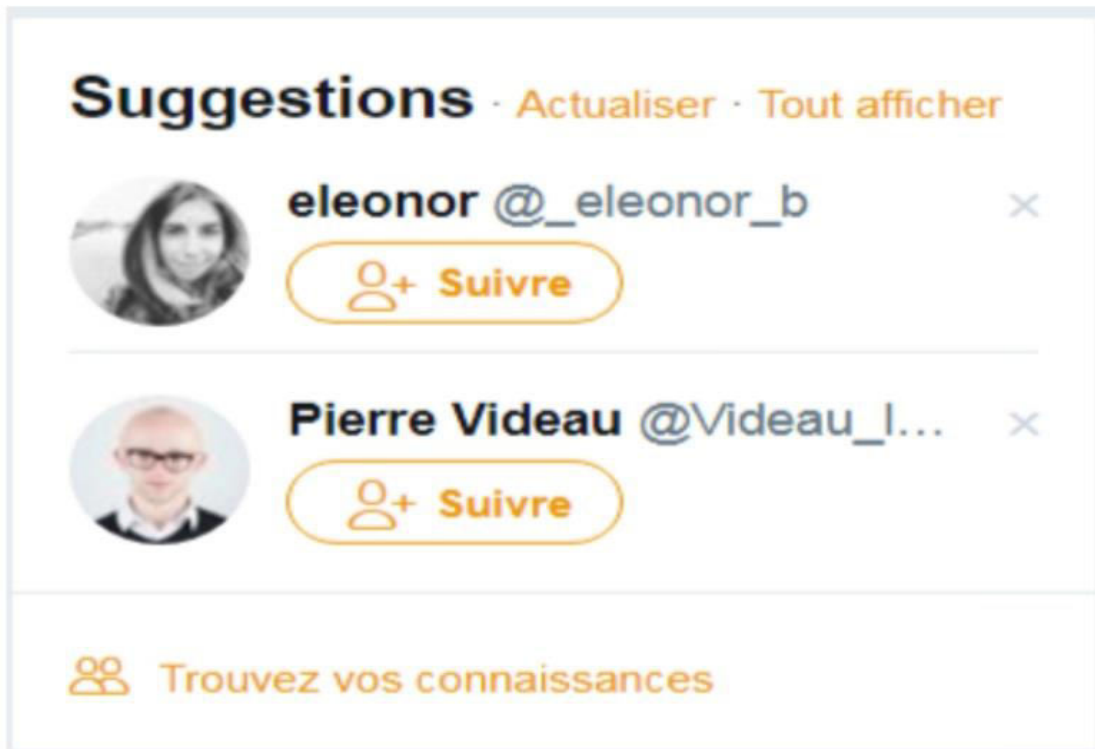 Suggestions · Actualiser · Tout afficher
eleonor @_eleonor_b ×
Suivre
Pierre Videau @Videau_l... ×
Suivre
Trouvez vos connaissances